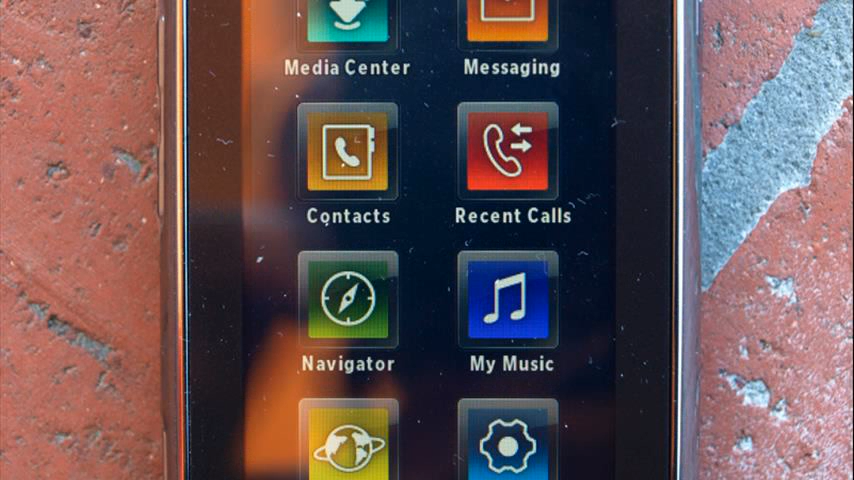 Media Center
Messaging
Contacts
Recent Calls
Navigator
My Music